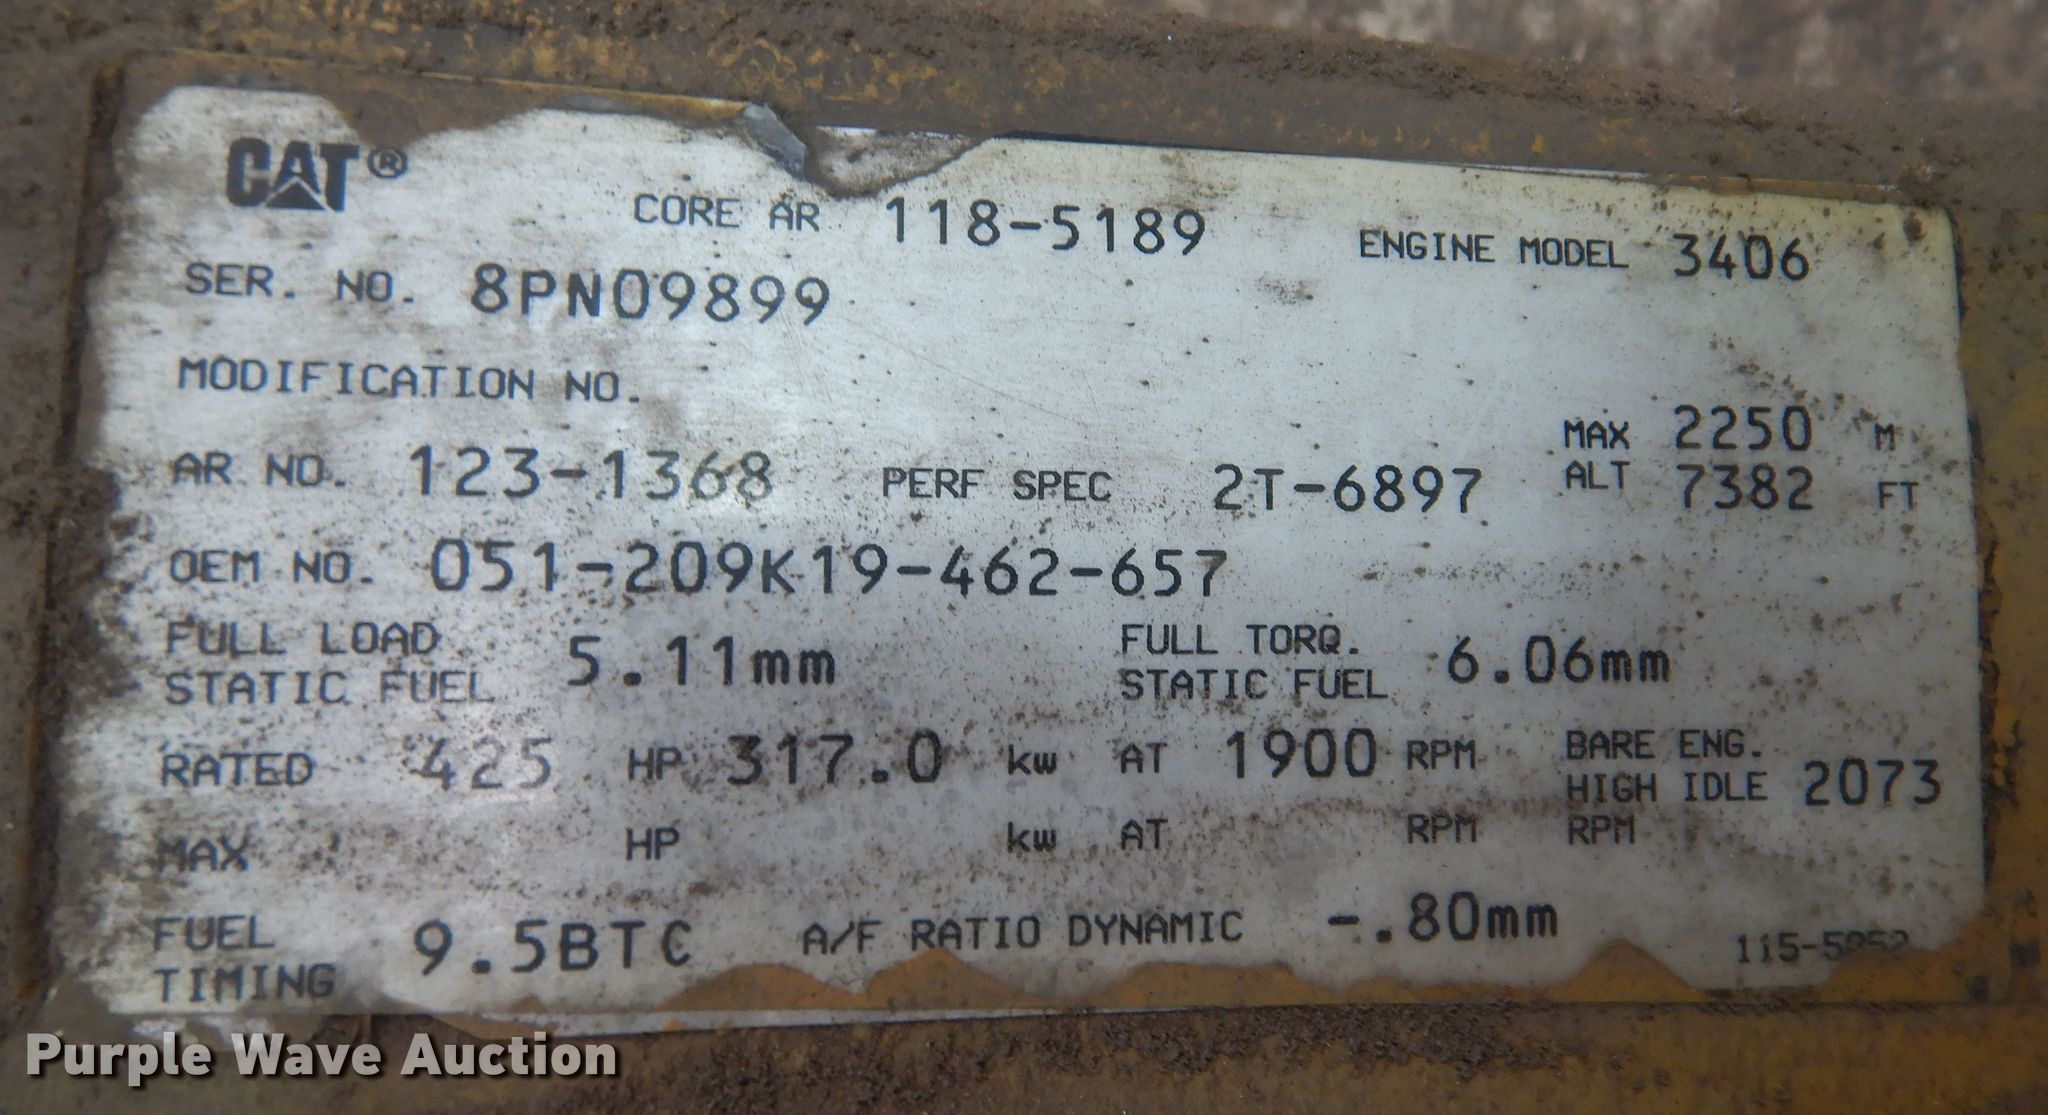 CAT®
CORE AR 118-5189 ENGINE MODEL 3406
SER. NO. 8PN09899
MODIFICATION NO.
AR NO. 123-1368 PERF SPEC 2T-6897 MAX ALT 2250 M 7382 FT
OEM NO. 051-209K19-462-657
FULL LOAD STATIC FUEL 5.11mm FULL TORQ. STATIC FUEL 6.06mm
RATED 425 HP 317.0 kw AT 1900 RPM BARE ENG. HIGH IDLE 2073 RPM
MAX HP kw AT RPM
FUEL TIMING 9.5BTC A/F RATIO DYNAMIC -.80mm
Purple Wave Auction